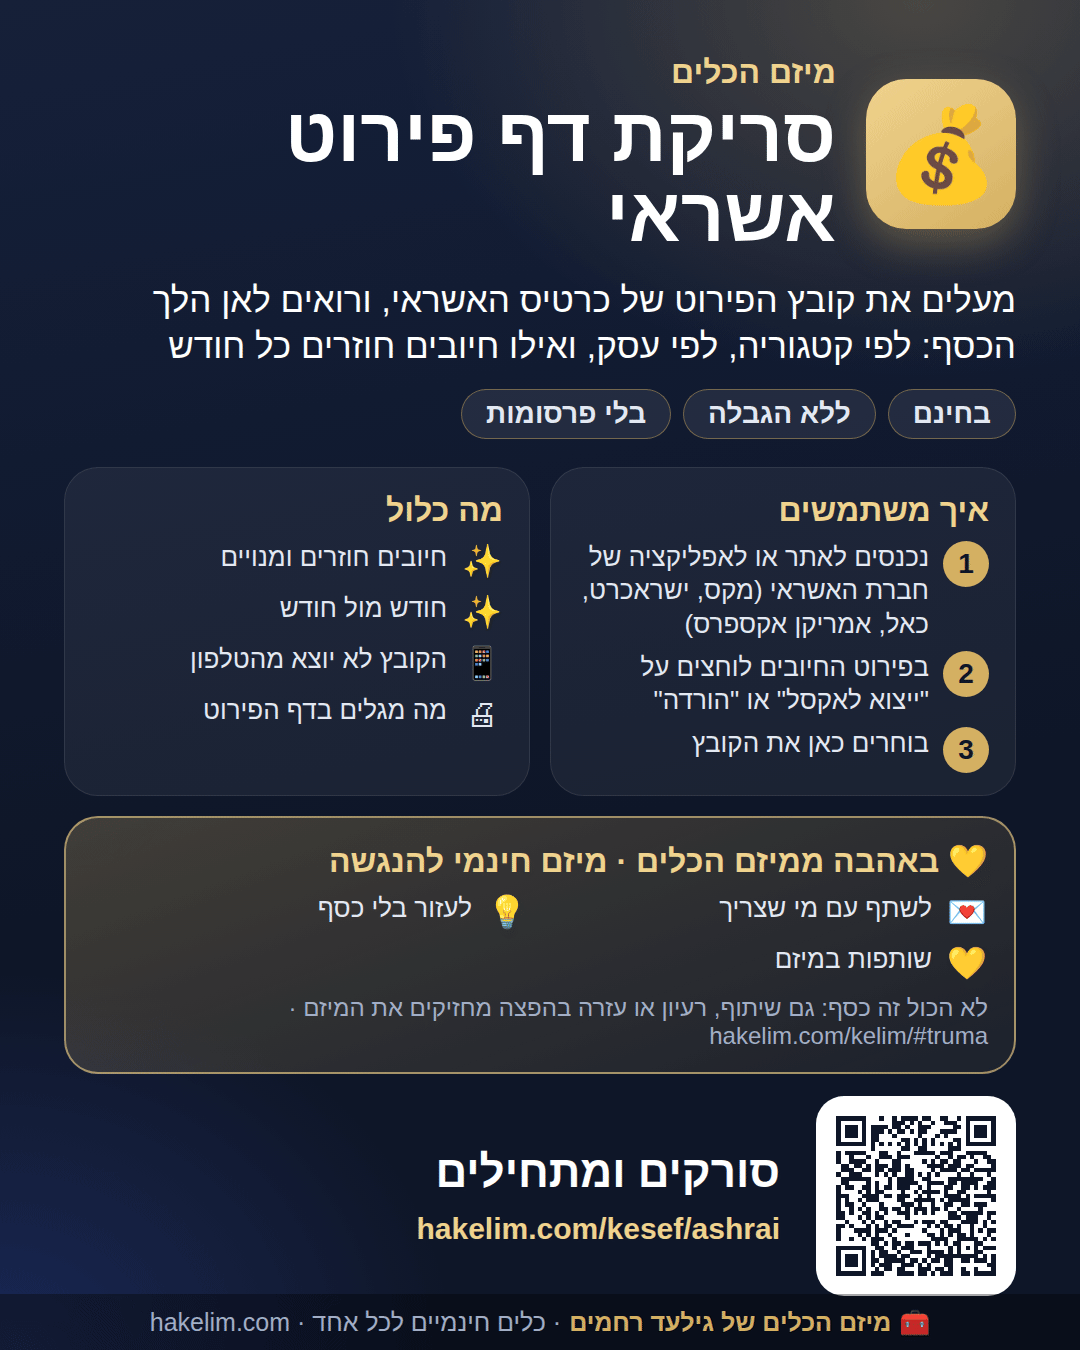 מיזם הכלים
סריקת דף פירוט
אשראי
מעלים את קובץ הפירוט של כרטיס האשראי, ורואים לאן הלך
הכסף: לפי קטגוריה, לפי עסק, ואילו חיובים חוזרים כל חודש
בחינם
ללא הגבלה
בלי פרסומות
איך משתמשים
1 נכנסים לאתר או לאפליקציה של
חברת האשראי (מקס, ישראכרט,
כאל, אמריקן אקספרס)
2 בפירוט החיובים לוחצים על
"ייצוא לאקסל" או "הורדה"
3 בוחרים כאן את הקובץ
מה כלול
חיובים חוזרים ומנויים
חודש מול חודש
הקובץ לא יוצא מהטלפון
מה מגלים בדף הפירוט
באהבה ממיזם הכלים · מיזם חינמי להנגשה
לשתף עם מי שצריך
לעזור בלי כסף
שותפות במיזם
לא הכול זה כסף: גם שיתוף, רעיון או עזרה בהפצה מחזיקים את המיזם ·
hakelim.com/kelim/#truma
סורקים ומתחילים
hakelim.com/kesef/ashrai
מיזם הכלים של גילעד רחמים · כלים חינמיים לכל אחד · hakelim.com